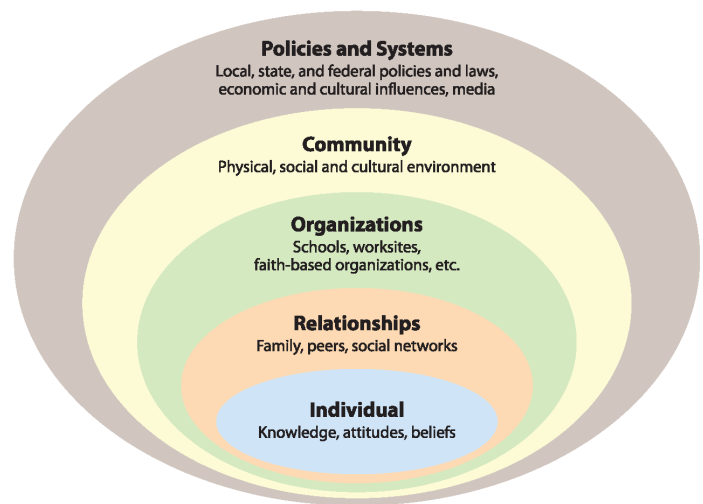 Policies and Systems
Local, state, and federal policies and laws,
economic and cultural influences, media
Community
Physical, social and cultural environment
Organizations
Schools, worksites,
faith-based organizations, etc.
Relationships
Family, peers, social networks
Individual
Knowledge, attitudes, beliefs